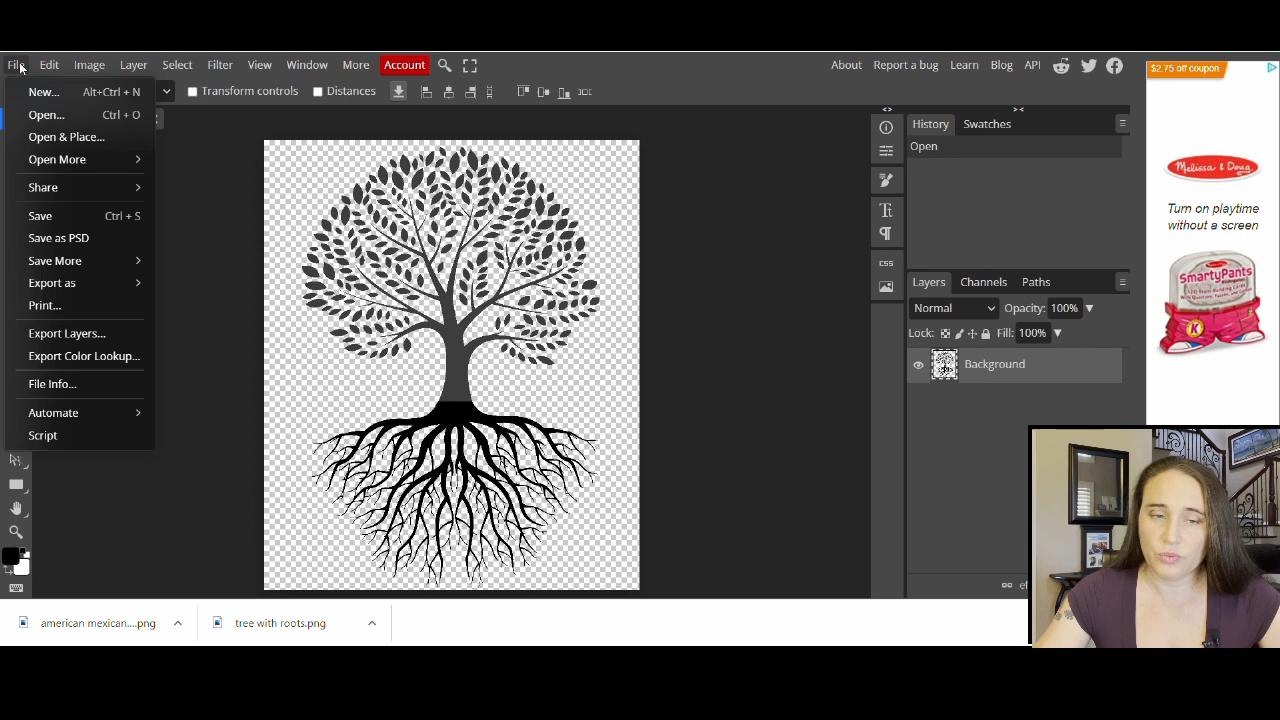 File Edit Image Layer Select Filter View Window More Account
About Report a bug Learn Blog API
Transform controls Distances
New... Alt+Ctrl + N
Open... Ctrl + O
Open & Place...
Open More
Share
Save Ctrl + S
Save as PSD
Save More
Export as
Print...
Export Layers...
Export Color Lookup...
File Info...
Automate
Script
History Swatches
Open
CSS
Layers Channels Paths
Normal Opacity: 100%
Lock: Fill: 100%
Background
american mexican....png
tree with roots.png
$2.75 off coupon
Melissa & Doug
Turn on playtime
without a screen
SmartyPants
K